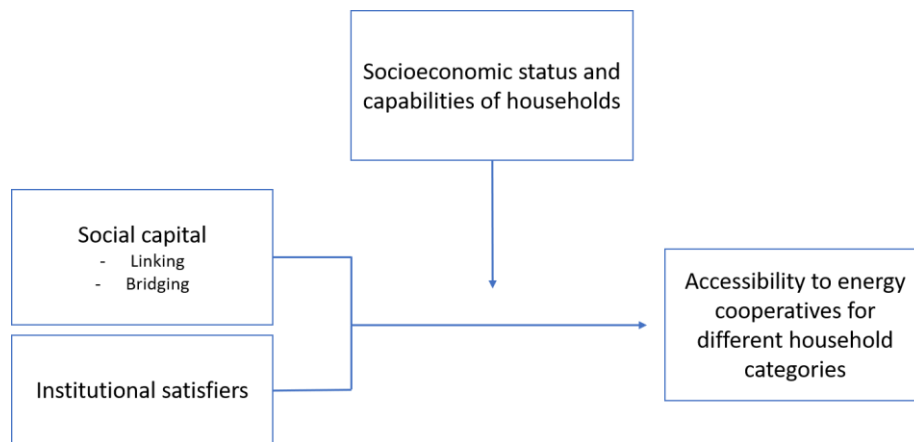 Socioeconomic status and
capabilities of households
Social capital
- Linking
- Bridging
Institutional satisfiers
Accessibility to energy
cooperatives for
different household
categories